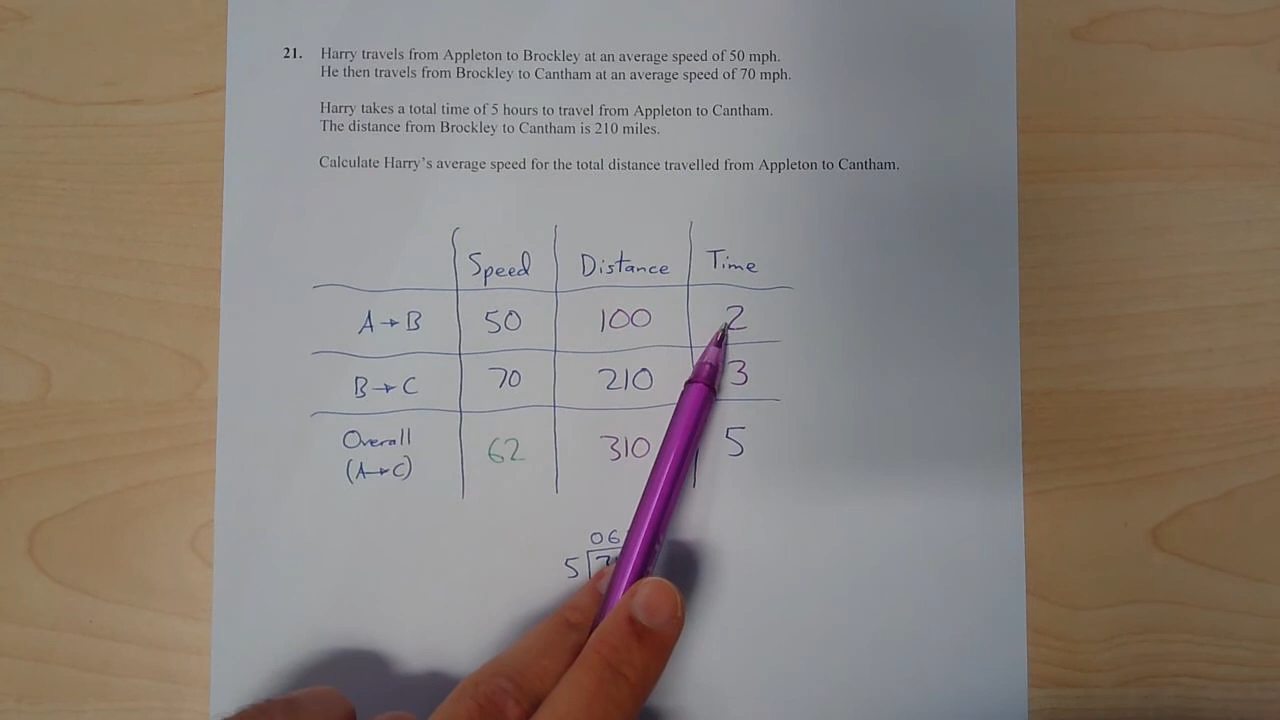 21. Harry travels from Appleton to Brockley at an average speed of 50 mph.
He then travels from Brockley to Cantham at an average speed of 70 mph.
Harry takes a total time of 5 hours to travel from Appleton to Cantham.
The distance from Brockley to Cantham is 210 miles.
Calculate Harry's average speed for the total distance travelled from Appleton to Cantham.
Speed Distance Time
A→B 50 100 2
B→C 70 210 3
Overall (A→C) 62 310 5
06
5